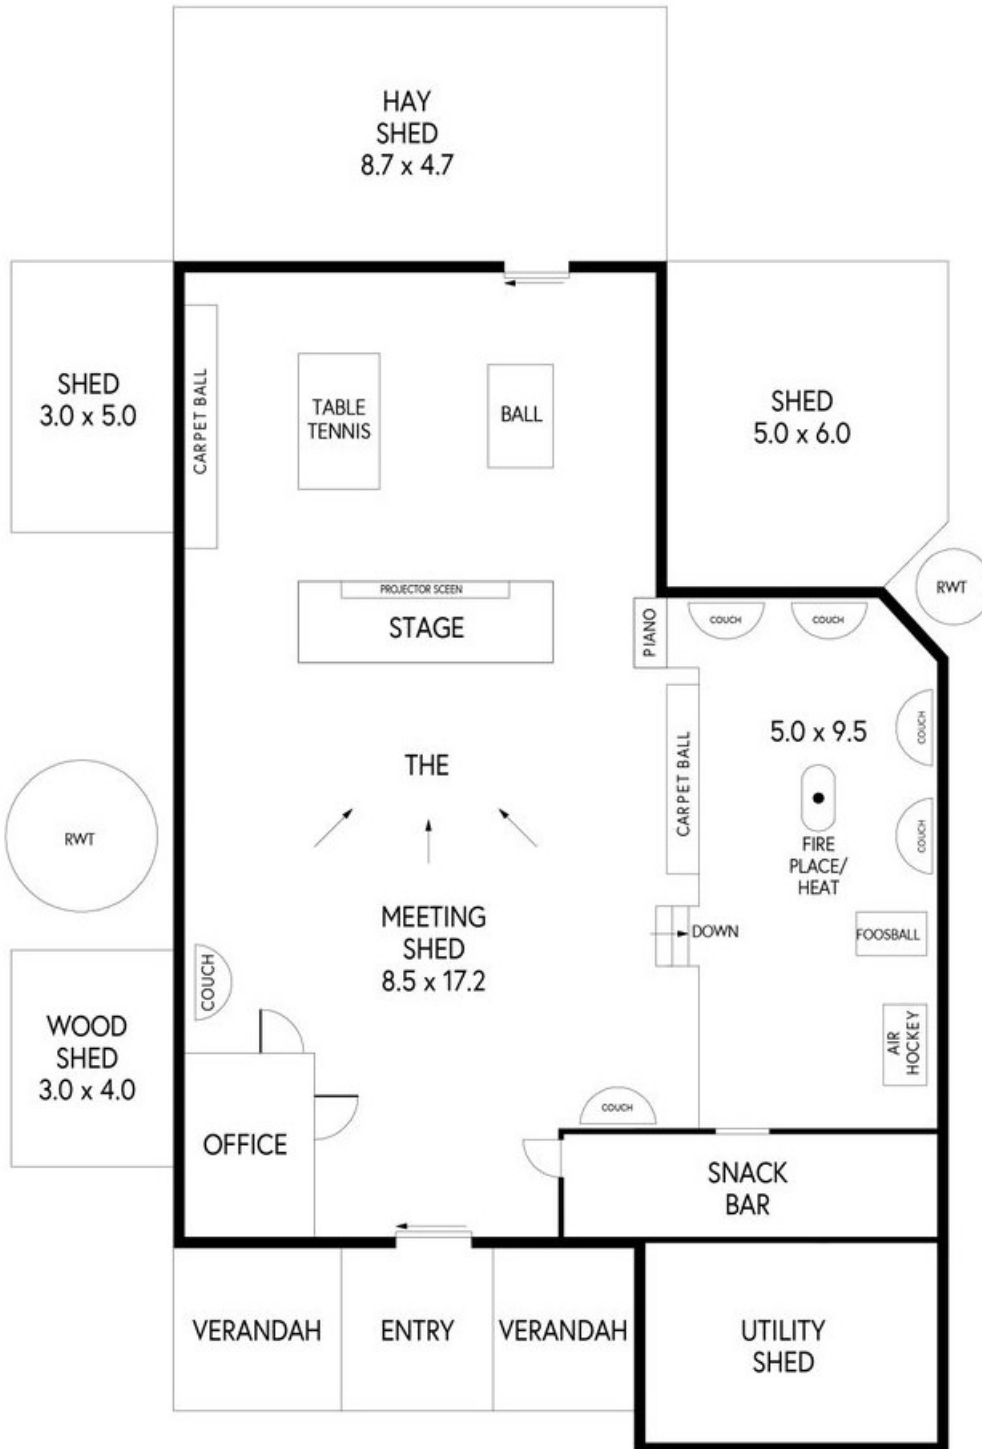 HAY
SHED
8.7 x 4.7
SHED
3.0 x 5.0
CARPET BALL
TABLE
TENNIS
BALL
SHED
5.0 x 6.0
RWT
PROJECTOR SCEEN
STAGE
PIANO
COUCH
COUCH
COUCH
5.0 x 9.5
THE
CARPET BALL
COUCH
RWT
FIRE
PLACE/
HEAT
MEETING
SHED
8.5 x 17.2
DOWN
FOOSBALL
COUCH
WOOD
SHED
3.0 x 4.0
AIR
HOCKEY
COUCH
OFFICE
SNACK
BAR
VERANDAH
ENTRY
VERANDAH
UTILITY
SHED